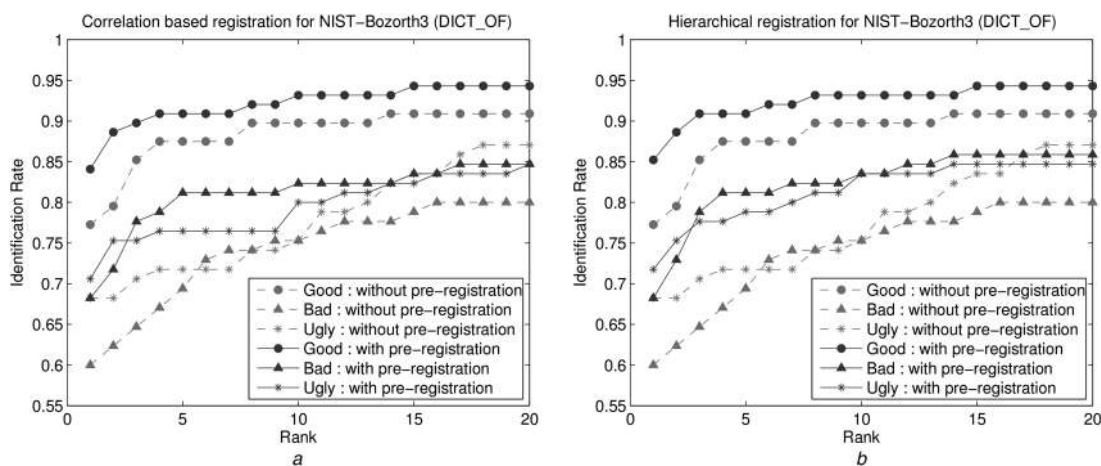 Correlation based registration for NIST-Bozorth3 (DICT_OF)
1
0.95
0.9
0.85
0.8
0.75
0.7
0.65
0.6
0.55
Identification Rate
Good : without pre-registration
Bad : without pre-registration
Ugly : without pre-registration
Good : with pre-registration
Bad : with pre-registration
Ugly : with pre-registration
0 5 10 15 20
Rank
a
Hierarchical registration for NIST-Bozorth3 (DICT_OF)
1
0.95
0.9
0.85
0.8
0.75
0.7
0.65
0.6
0.55
Identification Rate
Good : without pre-registration
Bad : without pre-registration
Ugly : without pre-registration
Good : with pre-registration
Bad : with pre-registration
Ugly : with pre-registration
0 5 10 15 20
Rank
b